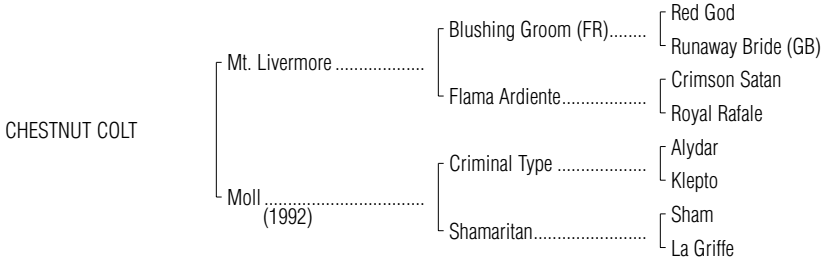 Red God
Blushing Groom (FR)........
Runaway Bride (GB)
Mt. Livermore ....................
Crimson Satan
Flama Ardiente...................
Royal Rafale
CHESTNUT COLT
Alydar
Criminal Type ....................
Klepto
Moll ....................................
(1992)
Sham
Shamaritan.........................
La Griffe